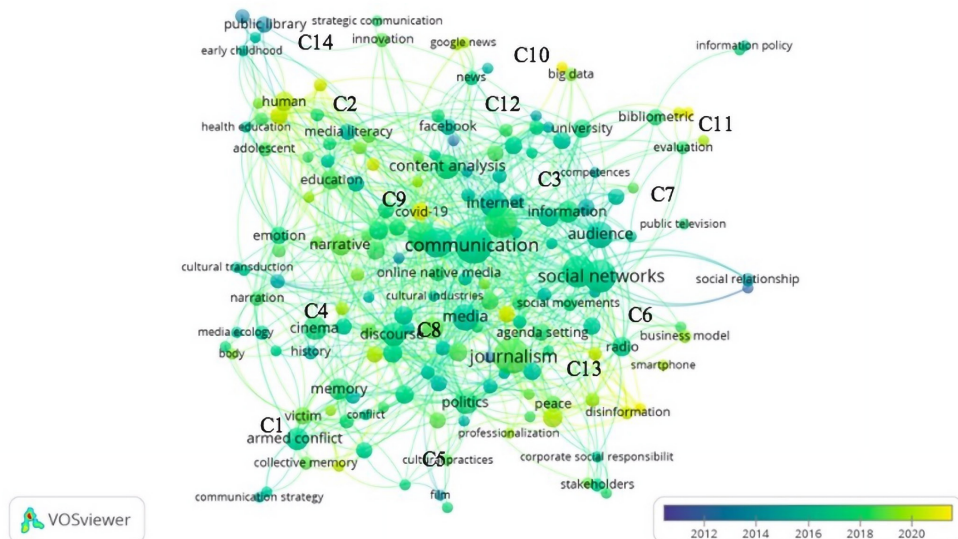 public library
strategic communication
C14
innovation
early childhood
google news
information policy
C10
news
big data
human
C2
C12
bibliometric
C11
health education
media literacy
facebook
university
adolescent
evaluation
content analysis
education
C3
competences
C9
internet
C7
covid-19
information
public television
emotion
narrative
communication
audience
cultural transduction
online native media
social networks
social relationship
narration
cultural industries
social movements
C4
media
C6
cinema
media ecology
discourse
C8
agenda setting
business model
body
history
journalism
radio
C13
smartphone
memory
politics
peace
disinformation
victim
conflict
C1
armed conflict
professionalization
collective memory
cultural practices
C5
corporate social responsibilit
communication strategy
film
stakeholders
VOSviewer
2012
2014
2016
2018
2020